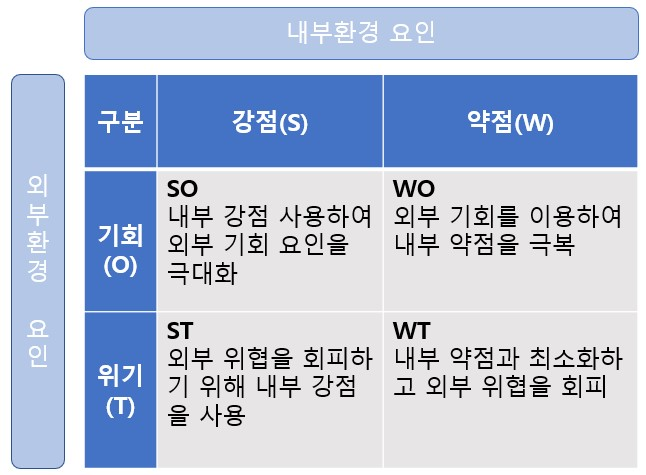 내부환경 요인
외부환경 요인
구분
강점(S)
약점(W)
기회
(O)
SO
내부 강점 사용하여
외부 기회 요인을
극대화
WO
외부 기회를 이용하여
내부 약점을 극복
위기
(T)
ST
외부 위협을 회피하
기 위해 내부 강점
을 사용
WT
내부 약점과 최소화하
고 외부 위협을 회피